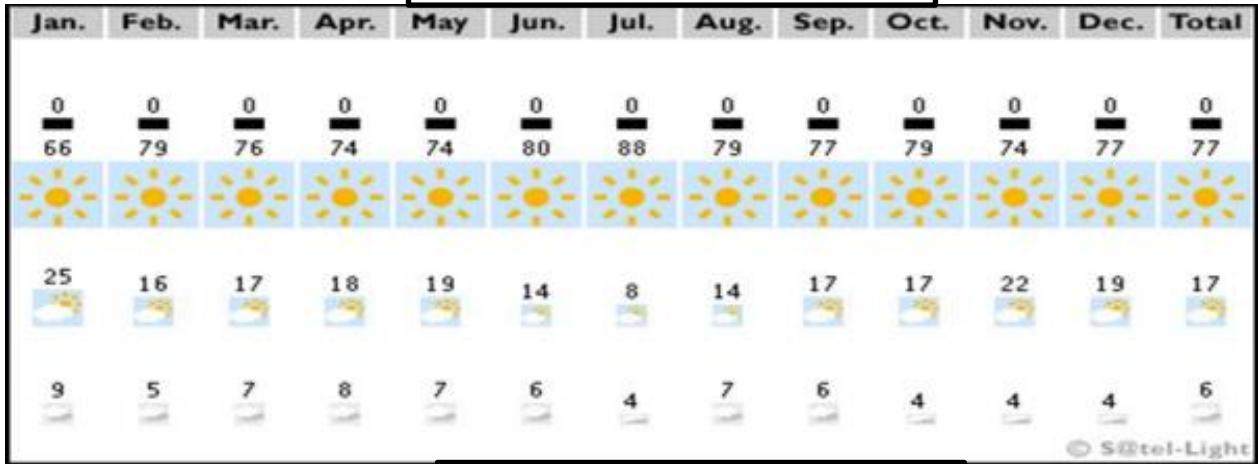 Jan. Feb. Mar. Apr. May Jun. Jul. Aug. Sep. Oct. Nov. Dec. Total
0 0 0 0 0 0 0 0 0 0 0 0 0
66 79 76 74 74 80 88 79 77 79 74 77 77
25 16 17 18 19 14 8 14 17 17 22 19 17
9 5 7 8 7 6 4 7 6 4 4 4 6
© S@tel-Light